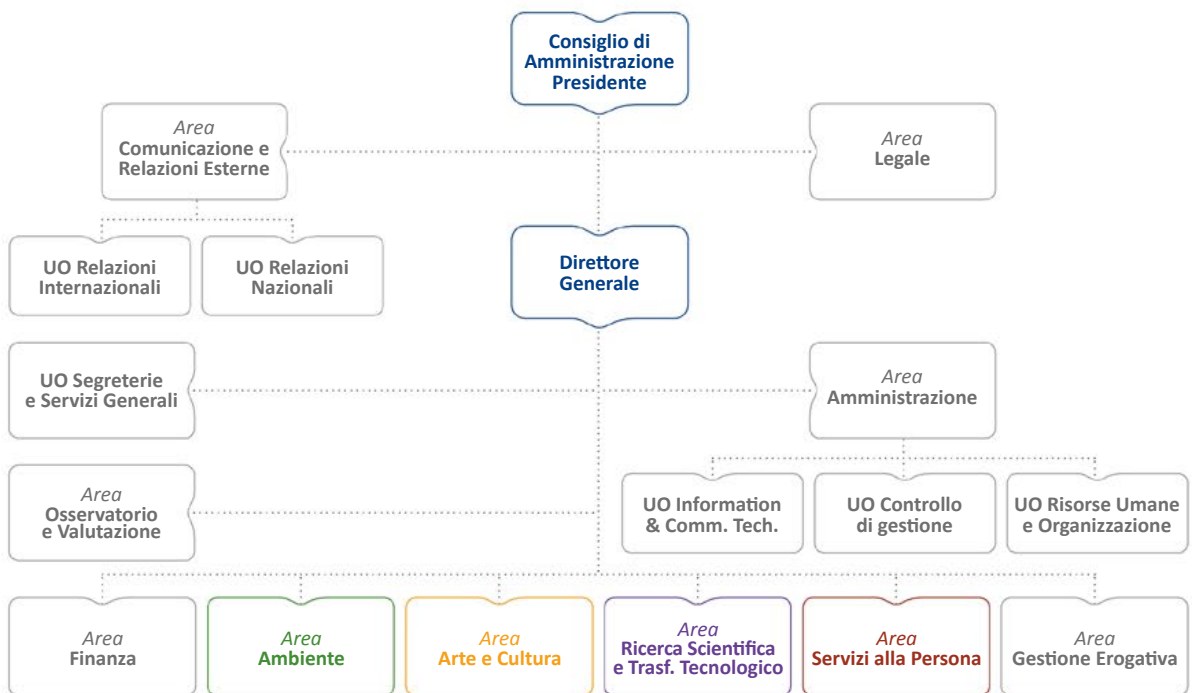 Consiglio di
Amministrazione
Presidente
Area
Comunicazione e
Relazioni Esterne
Area
Legale
UO Relazioni
Internazionali
UO Relazioni
Nazionali
Direttore
Generale
UO Segreterie
e Servizi Generali
Area
Amministrazione
Area
Osservatorio
e Valutazione
UO Information
& Comm. Tech.
UO Controllo
di gestione
UO Risorse Umane
e Organizzazione
Area
Finanza
Area
Ambiente
Area
Arte e Cultura
Area
Ricerca Scientifica
e Trasf. Tecnologico
Area
Servizi alla Persona
Area
Gestione Erogativa